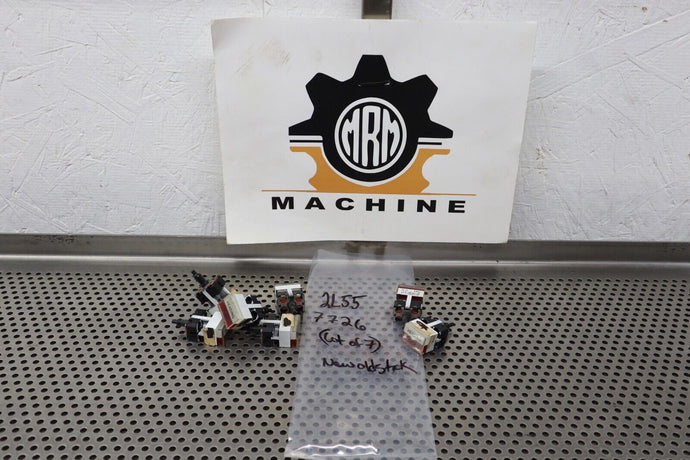 MRM
MACHINE
2L55
7726
(Lot of 7)
New old stock